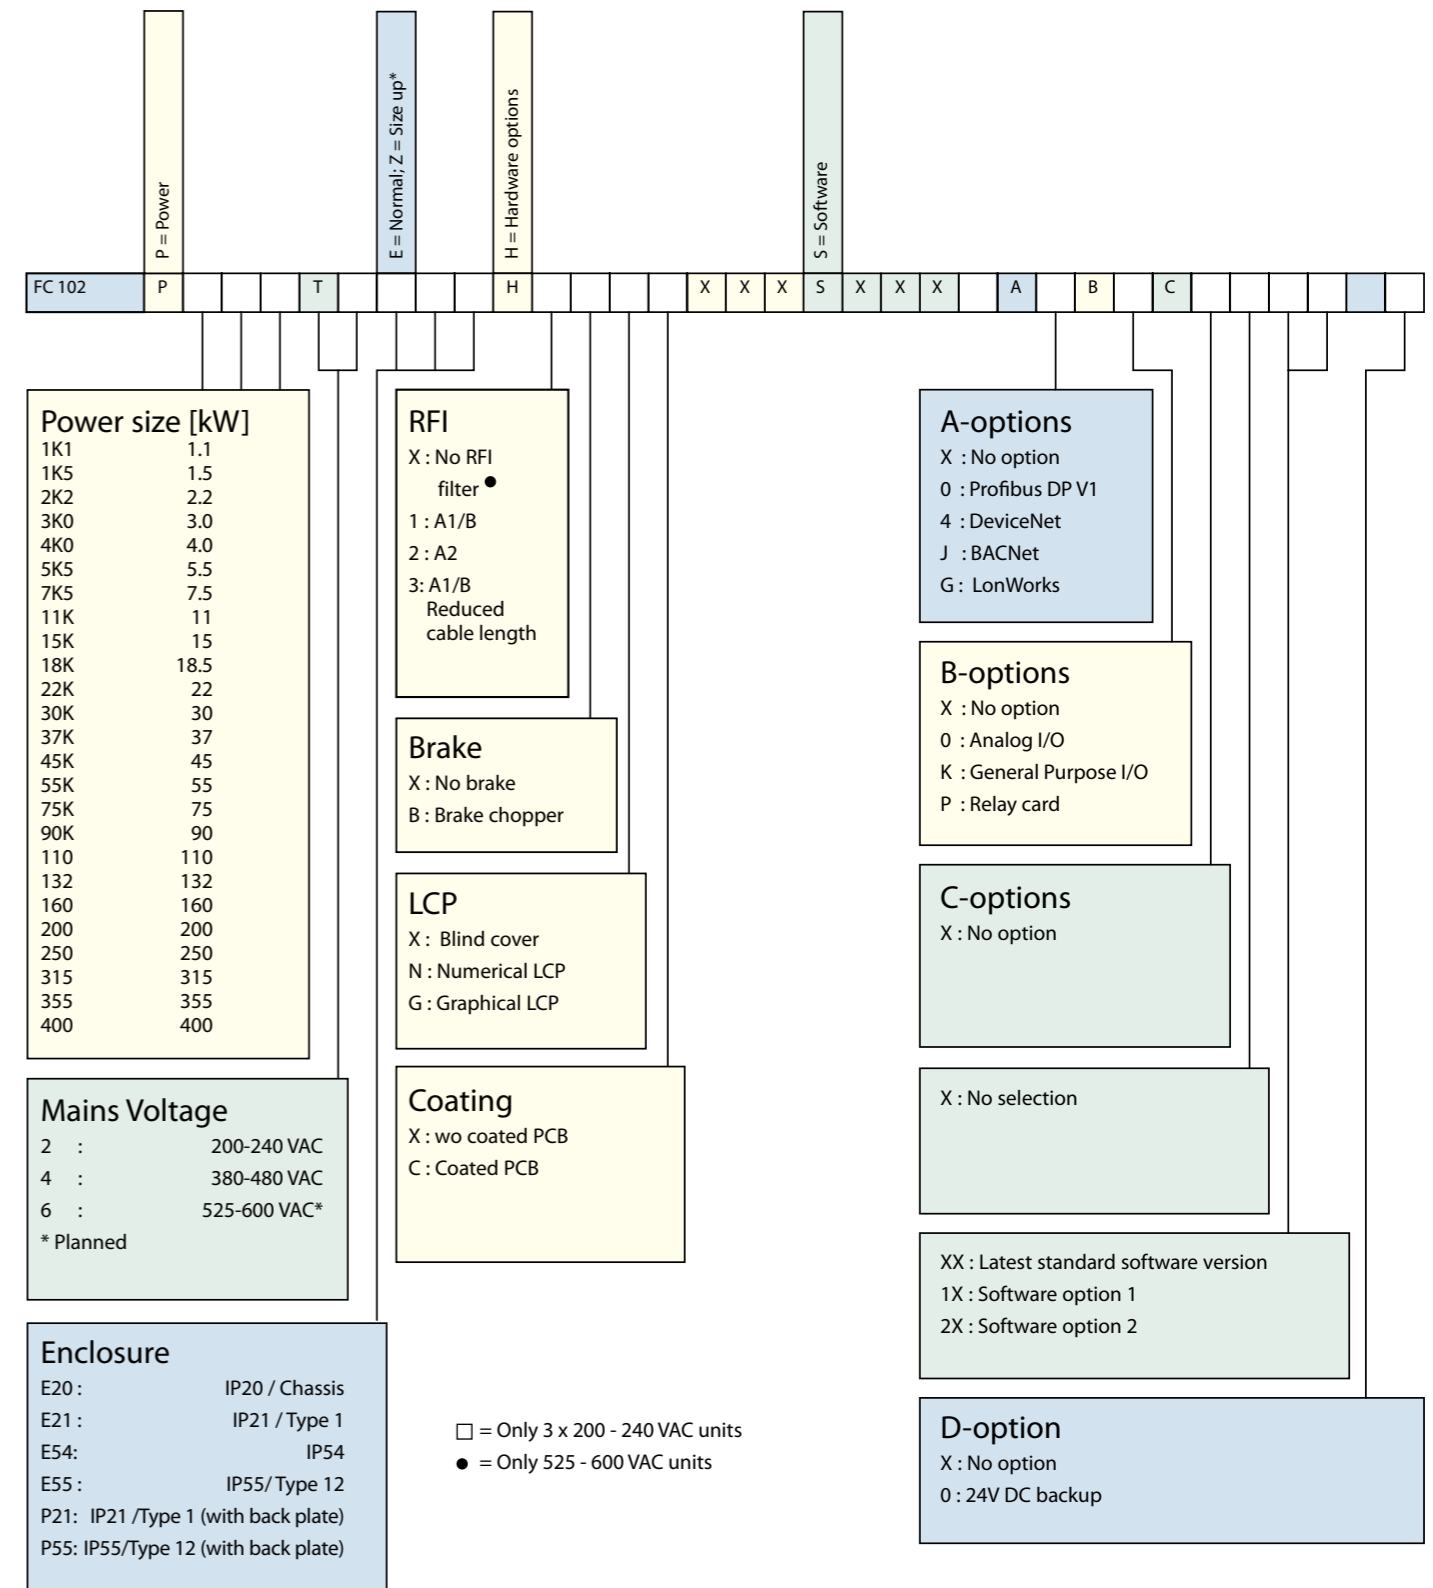 P = Power
E = Normal; Z = Size up*
H = Hardware options
S = Software
FC 102 P T H X X X S X X X A B C
Power size [kW]
1K1 1.1
1K5 1.5
2K2 2.2
3K0 3.0
4K0 4.0
5K5 5.5
7K5 7.5
11K 11
15K 15
18K 18.5
22K 22
30K 30
37K 37
45K 45
55K 55
75K 75
90K 90
110 110
132 132
160 160
200 200
250 250
315 315
355 355
400 400
Mains Voltage
2 : 200-240 VAC
4 : 380-480 VAC
6 : 525-600 VAC*
* Planned
Enclosure
E20 : IP20 / Chassis
E21 : IP21 / Type 1
E54: IP54
E55 : IP55/ Type 12
P21: IP21 /Type 1 (with back plate)
P55: IP55/Type 12 (with back plate)
RFI
X : No RFI
filter ●
1 : A1/B
2 : A2
3: A1/B
Reduced
cable length
Brake
X : No brake
B : Brake chopper
LCP
X : Blind cover
N : Numerical LCP
G : Graphical LCP
Coating
X : wo coated PCB
C : Coated PCB
□ = Only 3 x 200 - 240 VAC units
● = Only 525 - 600 VAC units
A-options
X : No option
0 : Profibus DP V1
4 : DeviceNet
J : BACNet
G : LonWorks
B-options
X : No option
0 : Analog I/O
K : General Purpose I/O
P : Relay card
C-options
X : No option
X : No selection
XX : Latest standard software version
1X : Software option 1
2X : Software option 2
D-option
X : No option
0 : 24V DC backup